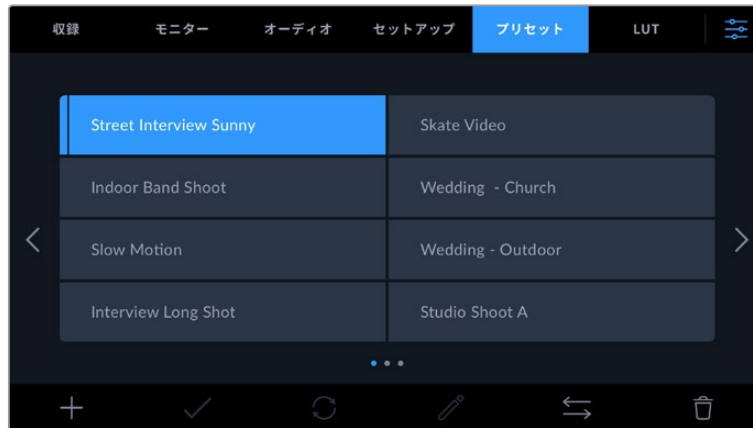 収録 モニター オーディオ セットアップ プリセット LUT
Street Interview Sunny Skate Video
Indoor Band Shoot Wedding - Church
Slow Motion Wedding - Outdoor
Interview Long Shot Studio Shoot A